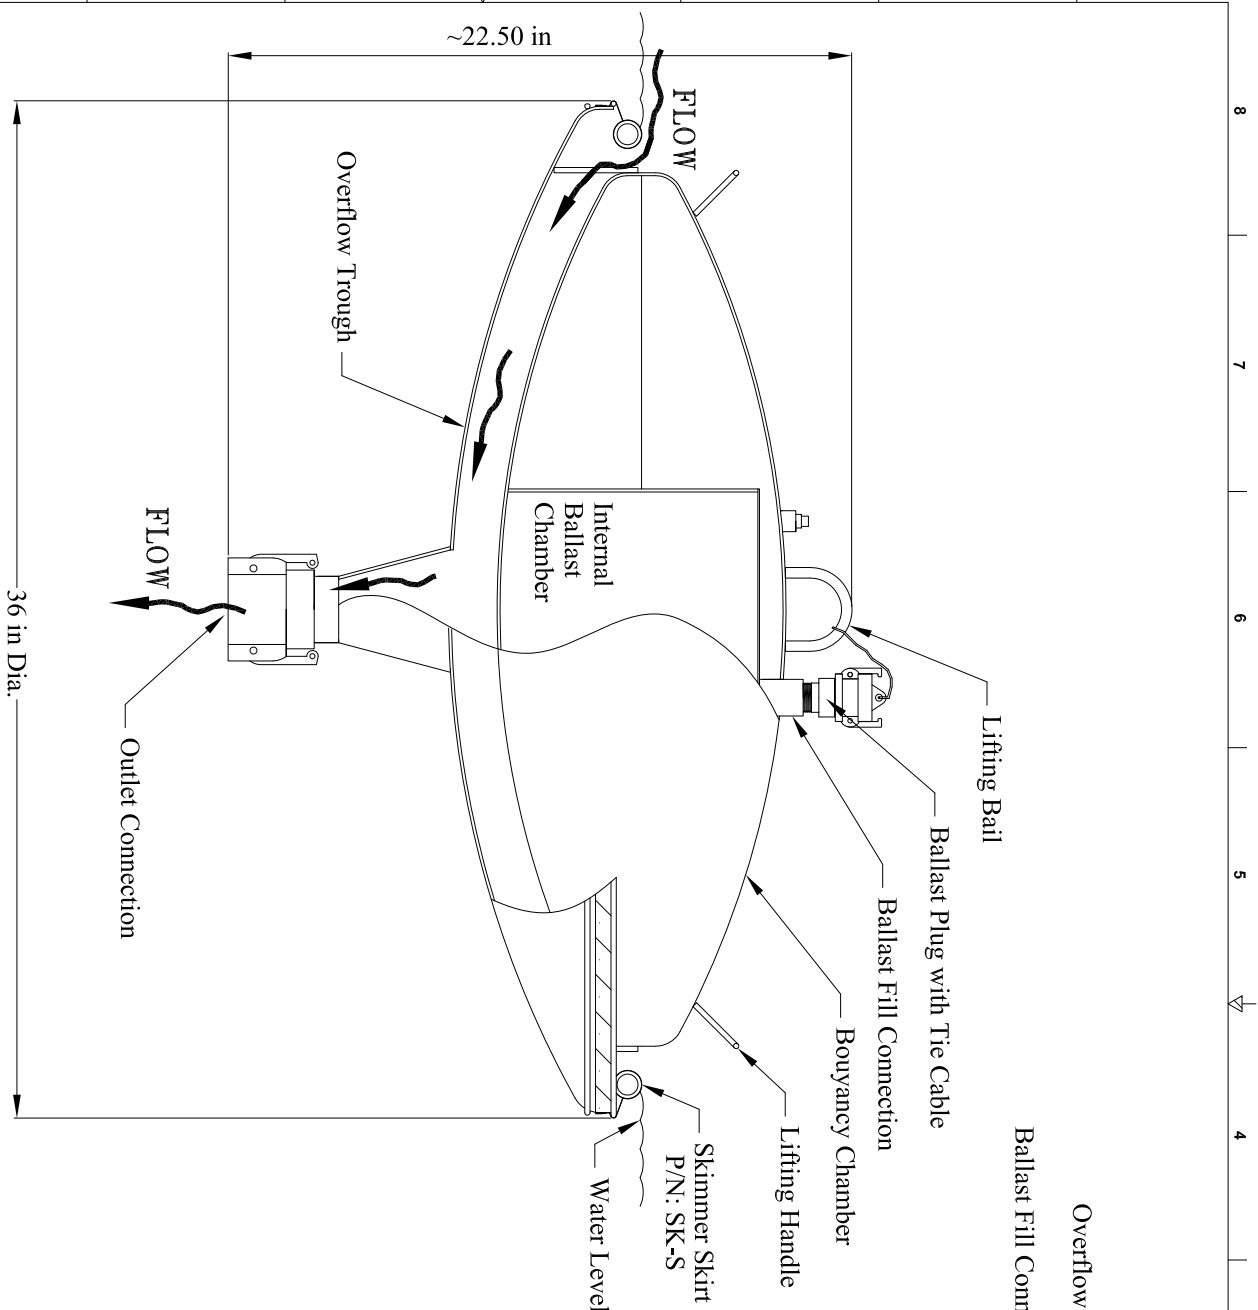 8
7
6
5
4
~22.50 in
FLOW
Overflow Trough
Internal
Ballast
Chamber
FLOW
36 in Dia.
Outlet Connection
Lifting Bail
Ballast Plug with Tie Cable
Ballast Fill Connection
Bouyancy Chamber
Lifting Handle
Skimmer Skirt
P/N: SK-S
Water Level
Overflow
Ballast Fill Conn